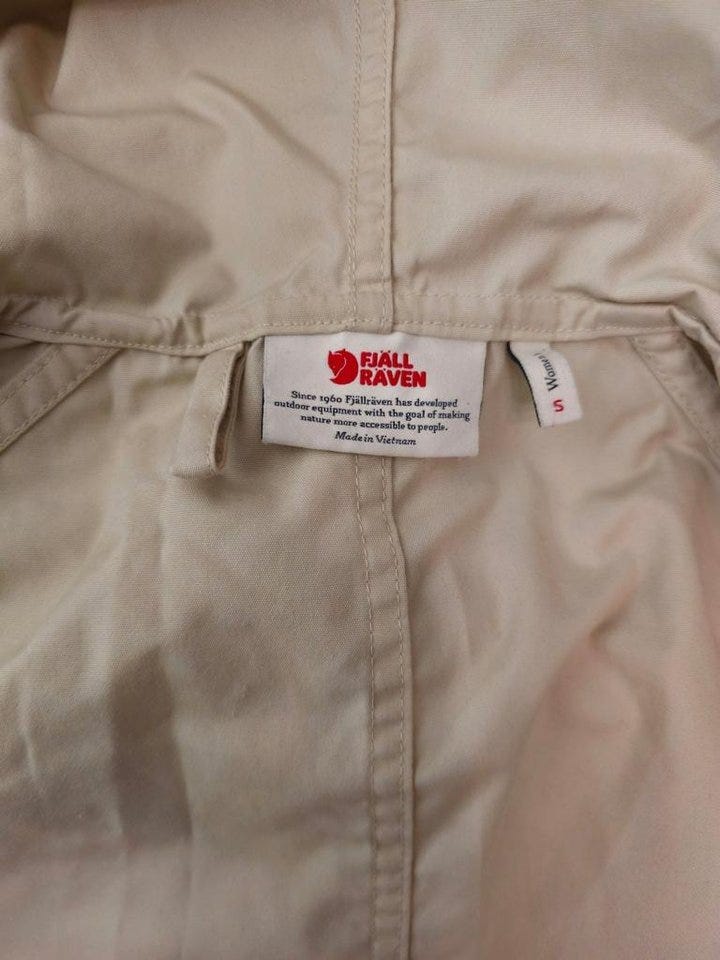 FJÄLL
RÄVEN
Since 1960 Fjällräven has developed
outdoor equipment with the goal of making
nature more accessible to people.
Made in Vietnam
S